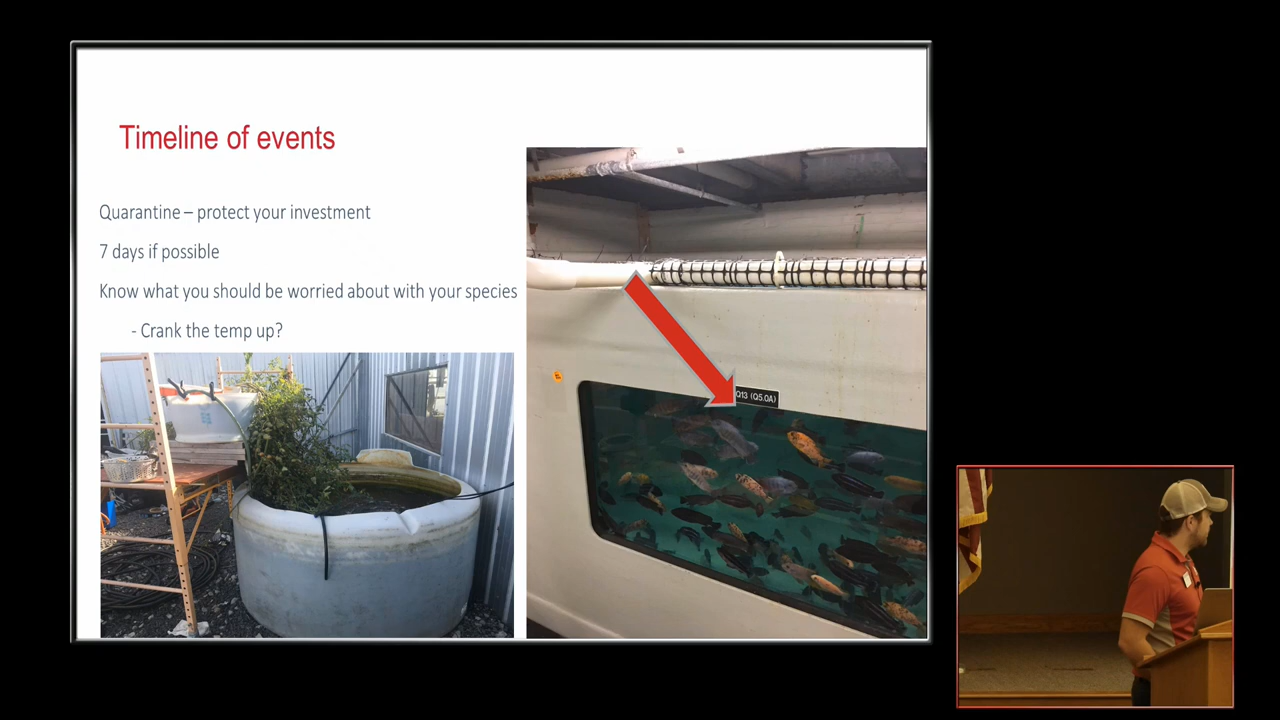 Timeline of events
Quarantine – protect your investment
7 days if possible
Know what you should be worried about with your species
- Crank the temp up?
Q13 (Q5.0A)